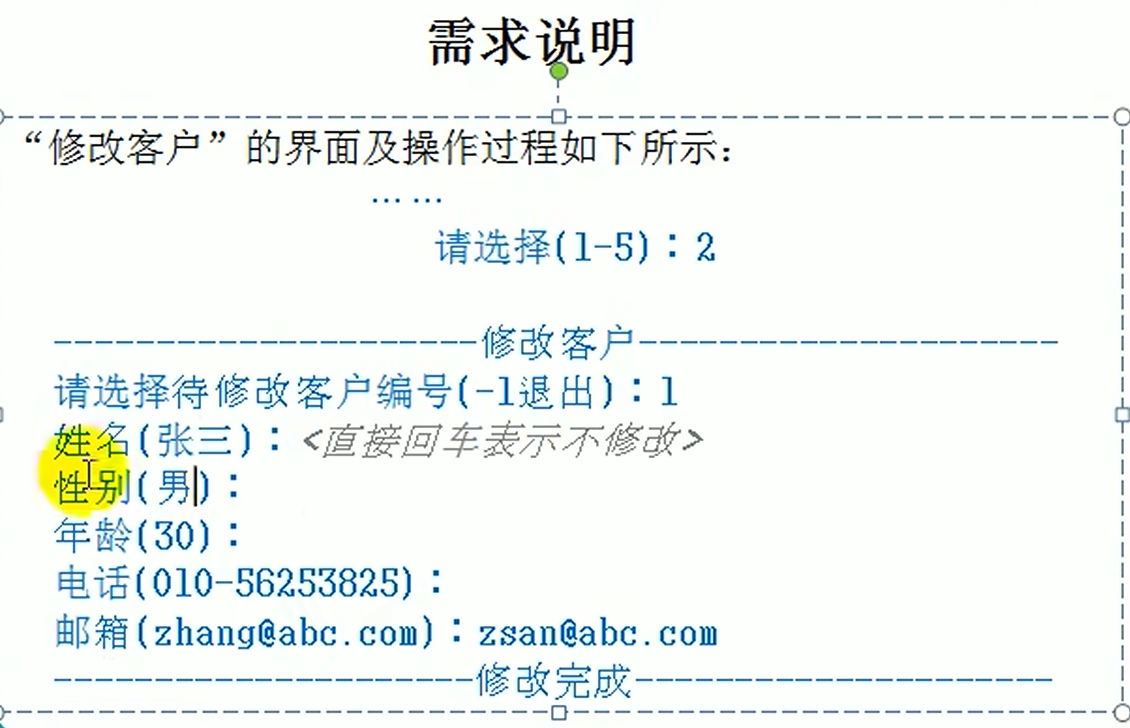 需求说明
“修改客户”的界面及操作过程如下所示：
……
请选择(1-5)：2
---------------------修改客户---------------------
请选择待修改客户编号(-1退出)：1
姓名(张三)：<直接回车表示不修改>
性别(男)：
年龄(30)：
电话(010-56253825)：
邮箱(zhang@abc.com)：zsan@abc.com
---------------------修改完成---------------------